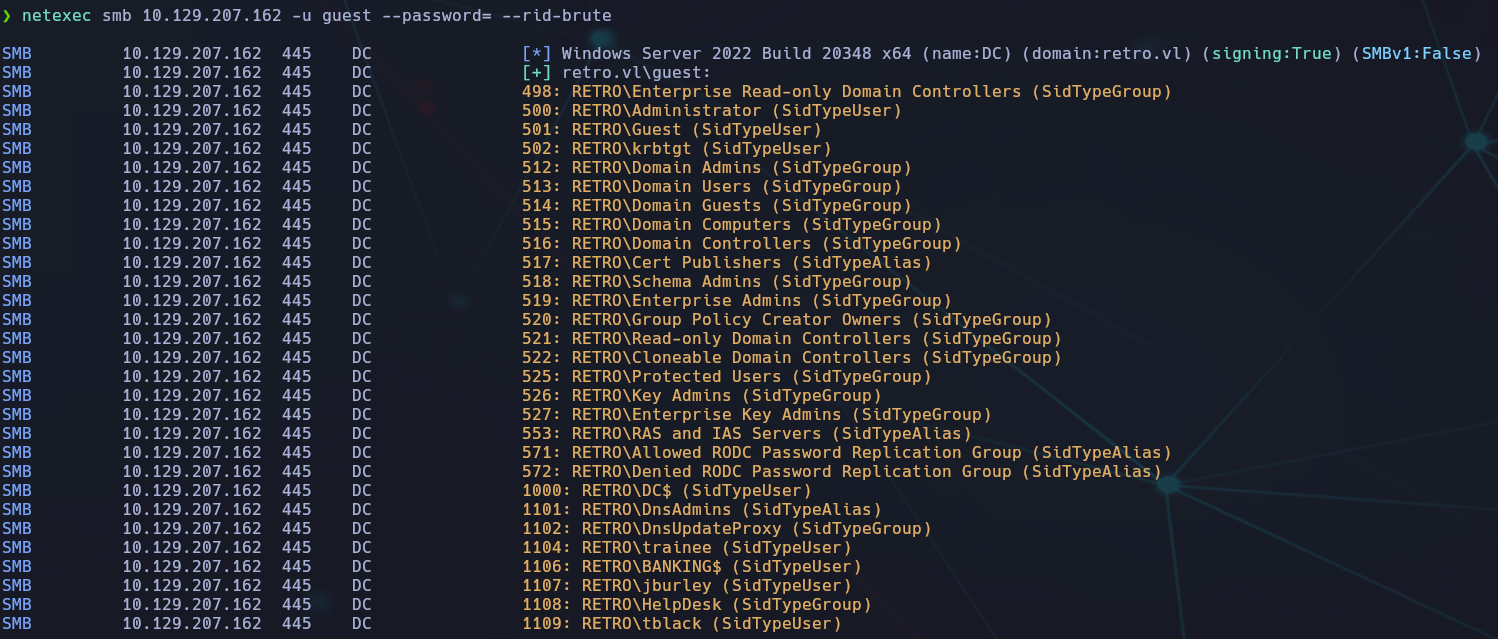 ❯ netexec smb 10.129.207.162 -u guest --password= --rid-brute
SMB 10.129.207.162 445 DC [*] Windows Server 2022 Build 20348 x64 (name:DC) (domain:retro.vl) (signing:True) (SMBv1:False)
SMB 10.129.207.162 445 DC [+] retro.vl\guest:
SMB 10.129.207.162 445 DC 498: RETRO\Enterprise Read-only Domain Controllers (SidTypeGroup)
SMB 10.129.207.162 445 DC 500: RETRO\Administrator (SidTypeUser)
SMB 10.129.207.162 445 DC 501: RETRO\Guest (SidTypeUser)
SMB 10.129.207.162 445 DC 502: RETRO\krbtgt (SidTypeUser)
SMB 10.129.207.162 445 DC 512: RETRO\Domain Admins (SidTypeGroup)
SMB 10.129.207.162 445 DC 513: RETRO\Domain Users (SidTypeGroup)
SMB 10.129.207.162 445 DC 514: RETRO\Domain Guests (SidTypeGroup)
SMB 10.129.207.162 445 DC 515: RETRO\Domain Computers (SidTypeGroup)
SMB 10.129.207.162 445 DC 516: RETRO\Domain Controllers (SidTypeGroup)
SMB 10.129.207.162 445 DC 517: RETRO\Cert Publishers (SidTypeAlias)
SMB 10.129.207.162 445 DC 518: RETRO\Schema Admins (SidTypeGroup)
SMB 10.129.207.162 445 DC 519: RETRO\Enterprise Admins (SidTypeGroup)
SMB 10.129.207.162 445 DC 520: RETRO\Group Policy Creator Owners (SidTypeGroup)
SMB 10.129.207.162 445 DC 521: RETRO\Read-only Domain Controllers (SidTypeGroup)
SMB 10.129.207.162 445 DC 522: RETRO\Cloneable Domain Controllers (SidTypeGroup)
SMB 10.129.207.162 445 DC 525: RETRO\Protected Users (SidTypeGroup)
SMB 10.129.207.162 445 DC 526: RETRO\Key Admins (SidTypeGroup)
SMB 10.129.207.162 445 DC 527: RETRO\Enterprise Key Admins (SidTypeGroup)
SMB 10.129.207.162 445 DC 553: RETRO\RAS and IAS Servers (SidTypeAlias)
SMB 10.129.207.162 445 DC 571: RETRO\Allowed RODC Password Replication Group (SidTypeAlias)
SMB 10.129.207.162 445 DC 572: RETRO\Denied RODC Password Replication Group (SidTypeAlias)
SMB 10.129.207.162 445 DC 1000: RETRO\DC$ (SidTypeUser)
SMB 10.129.207.162 445 DC 1101: RETRO\DnsAdmins (SidTypeAlias)
SMB 10.129.207.162 445 DC 1102: RETRO\DnsUpdateProxy (SidTypeGroup)
SMB 10.129.207.162 445 DC 1104: RETRO\trainee (SidTypeUser)
SMB 10.129.207.162 445 DC 1106: RETRO\BANKING$ (SidTypeUser)
SMB 10.129.207.162 445 DC 1107: RETRO\jburley (SidTypeUser)
SMB 10.129.207.162 445 DC 1108: RETRO\HelpDesk (SidTypeGroup)
SMB 10.129.207.162 445 DC 1109: RETRO\tblack (SidTypeUser)